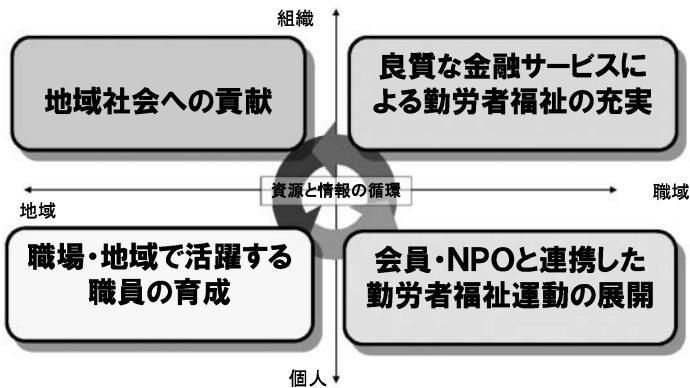 組織
地域社会への貢献
良質な金融サービスに
よる勤労者福祉の充実
資源と情報の循環
地域
職域
職場・地域で活躍する
職員の育成
会員・NPOと連携した
勤労者福祉運動の展開
個人